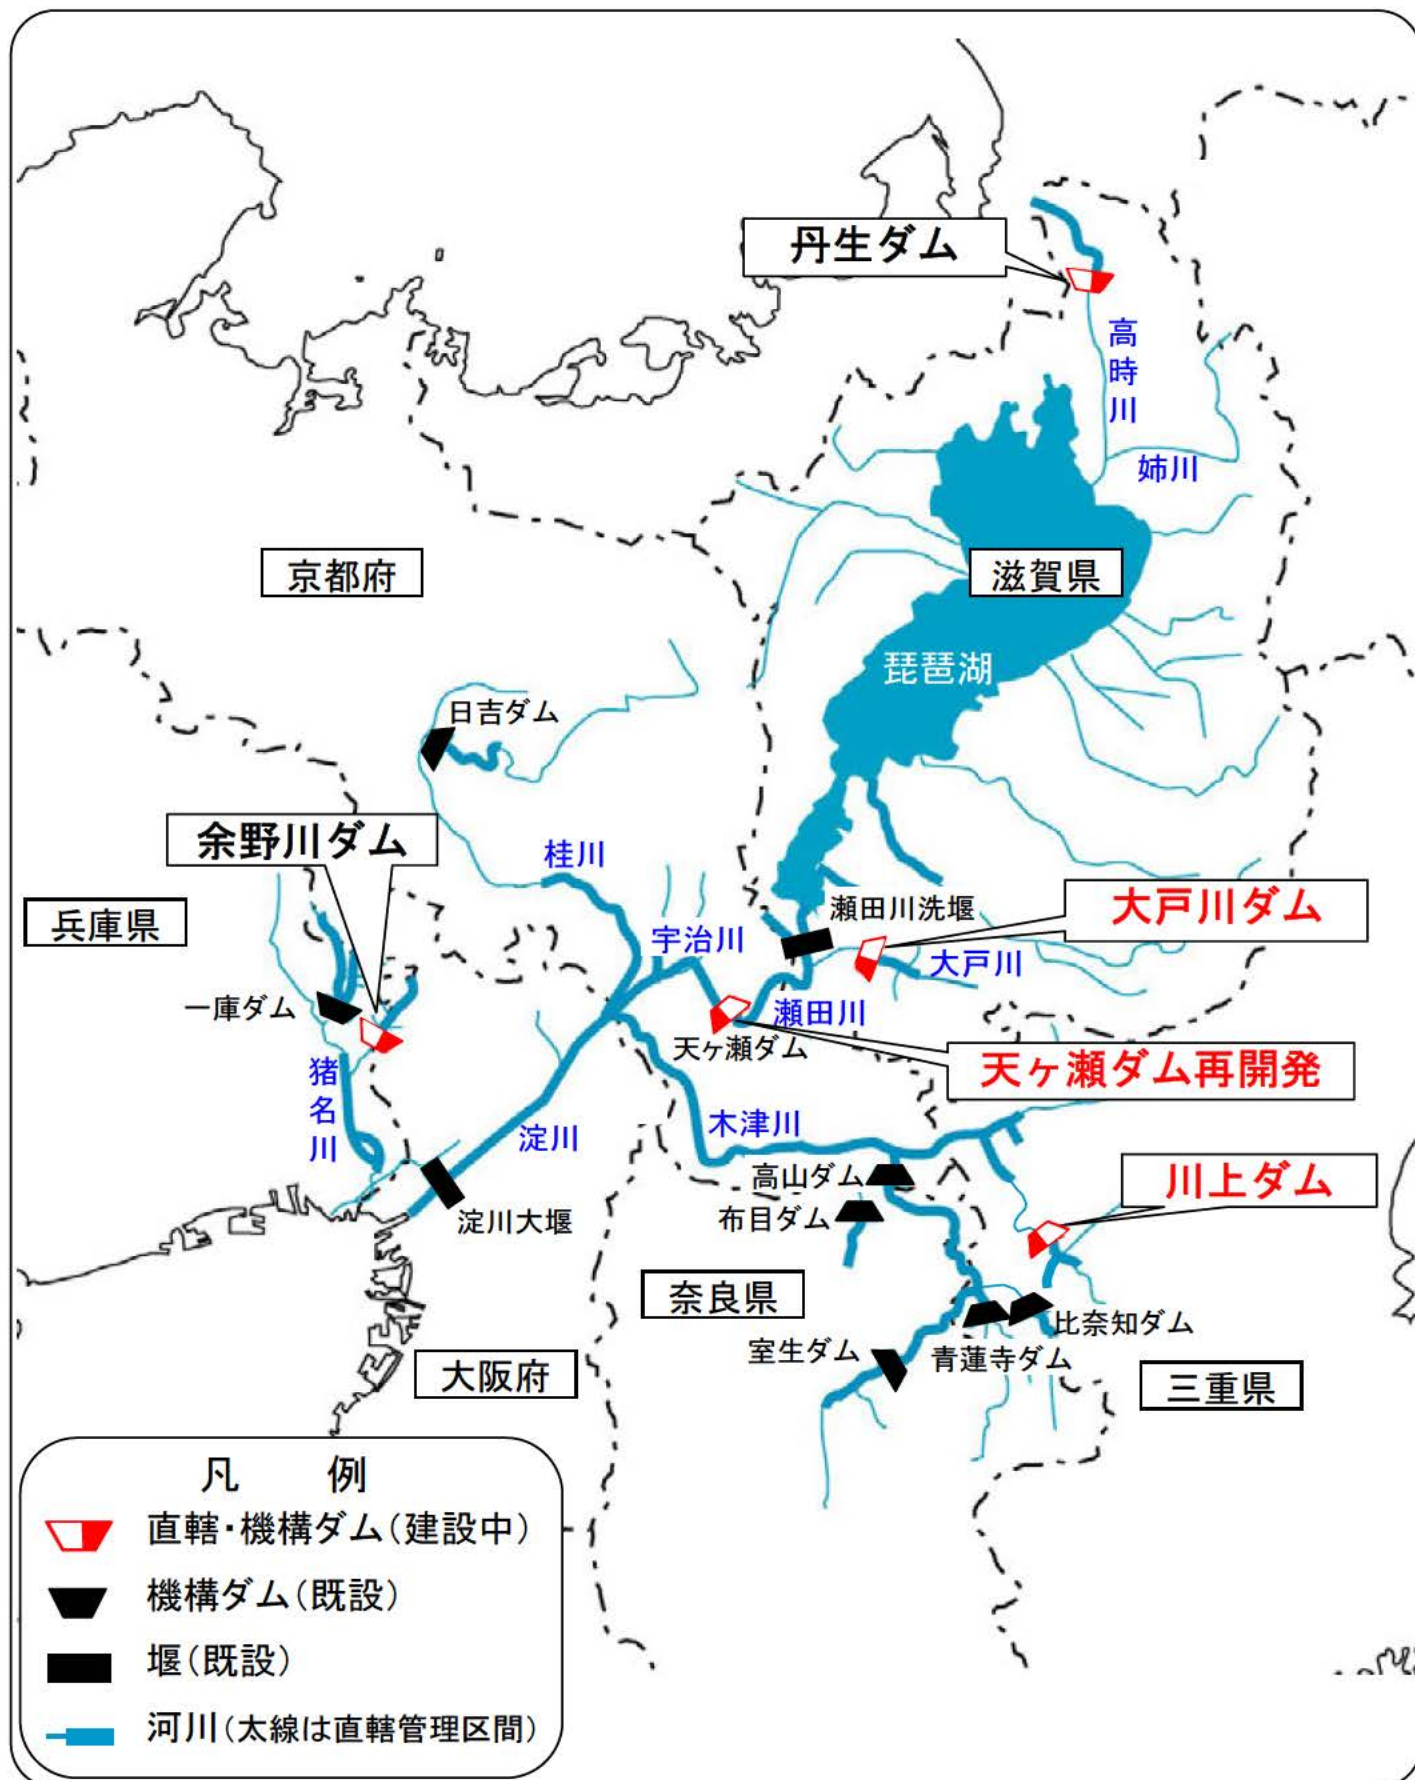 丹生ダム
高時川
姉川
京都府
滋賀県
琵琶湖
日吉ダム
余野川ダム
桂川
兵庫県
瀬田川洗堰
大戸川ダム
宇治川
大戸川
一庫ダム
瀬田川
天ヶ瀬ダム
天ヶ瀬ダム再開発
猪名川
淀川
木津川
高山ダム
川上ダム
布目ダム
淀川大堰
奈良県
比奈知ダム
室生ダム
青蓮寺ダム
大阪府
三重県
凡 例
直轄・機構ダム(建設中)
機構ダム(既設)
堰(既設)
河川(太線は直轄管理区間)